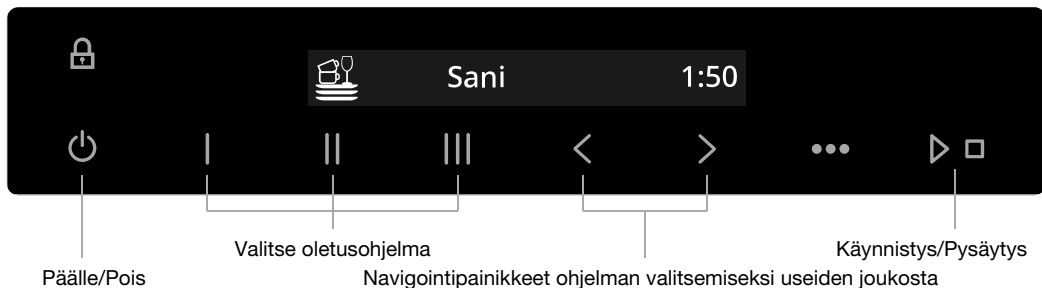 Sani 1:50
| || |||
Valitse oletusohjelma
Käynnistys/Pysäytys
Päälle/Pois
Navigointipainikkeet ohjelman valitsemiseksi useiden joukosta